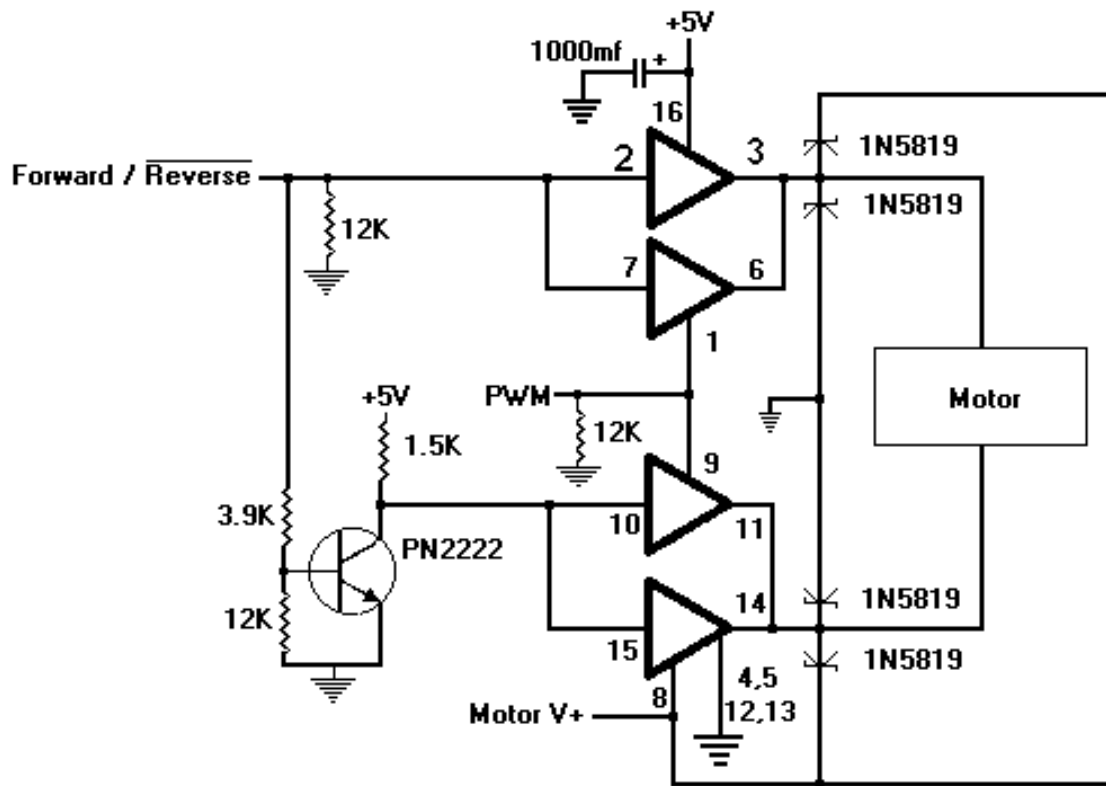 +5V
1000mf
+
16
2
3
1N5819
Forward / Reverse
1N5819
12K
7
6
1
+5V
PWM
Motor
1.5K
12K
9
3.9K
10
11
PN2222
14
1N5819
12K
15
1N5819
4,5
8
12,13
Motor V+